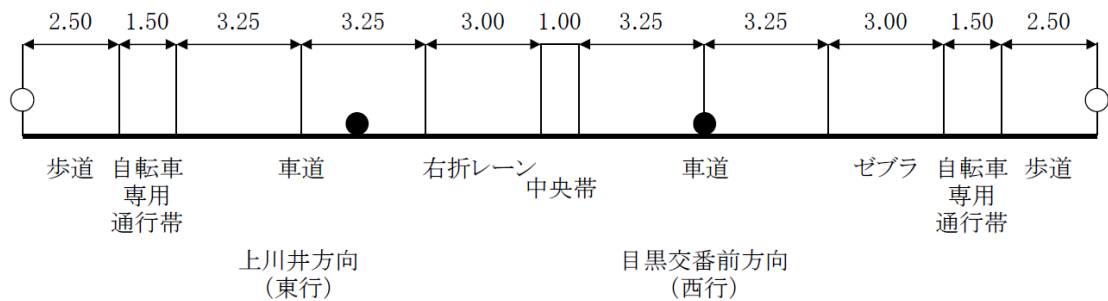 2.50 1.50 3.25 3.25 3.00 1.00 3.25 3.25 3.00 1.50 2.50
歩道 自転車 車道 右折レーン 中央帯 車道 ゼブラ 自転車 歩道
専用 専用
通行帯 通行帯
上川井方向 目黒交番前方向
(東行) (西行)